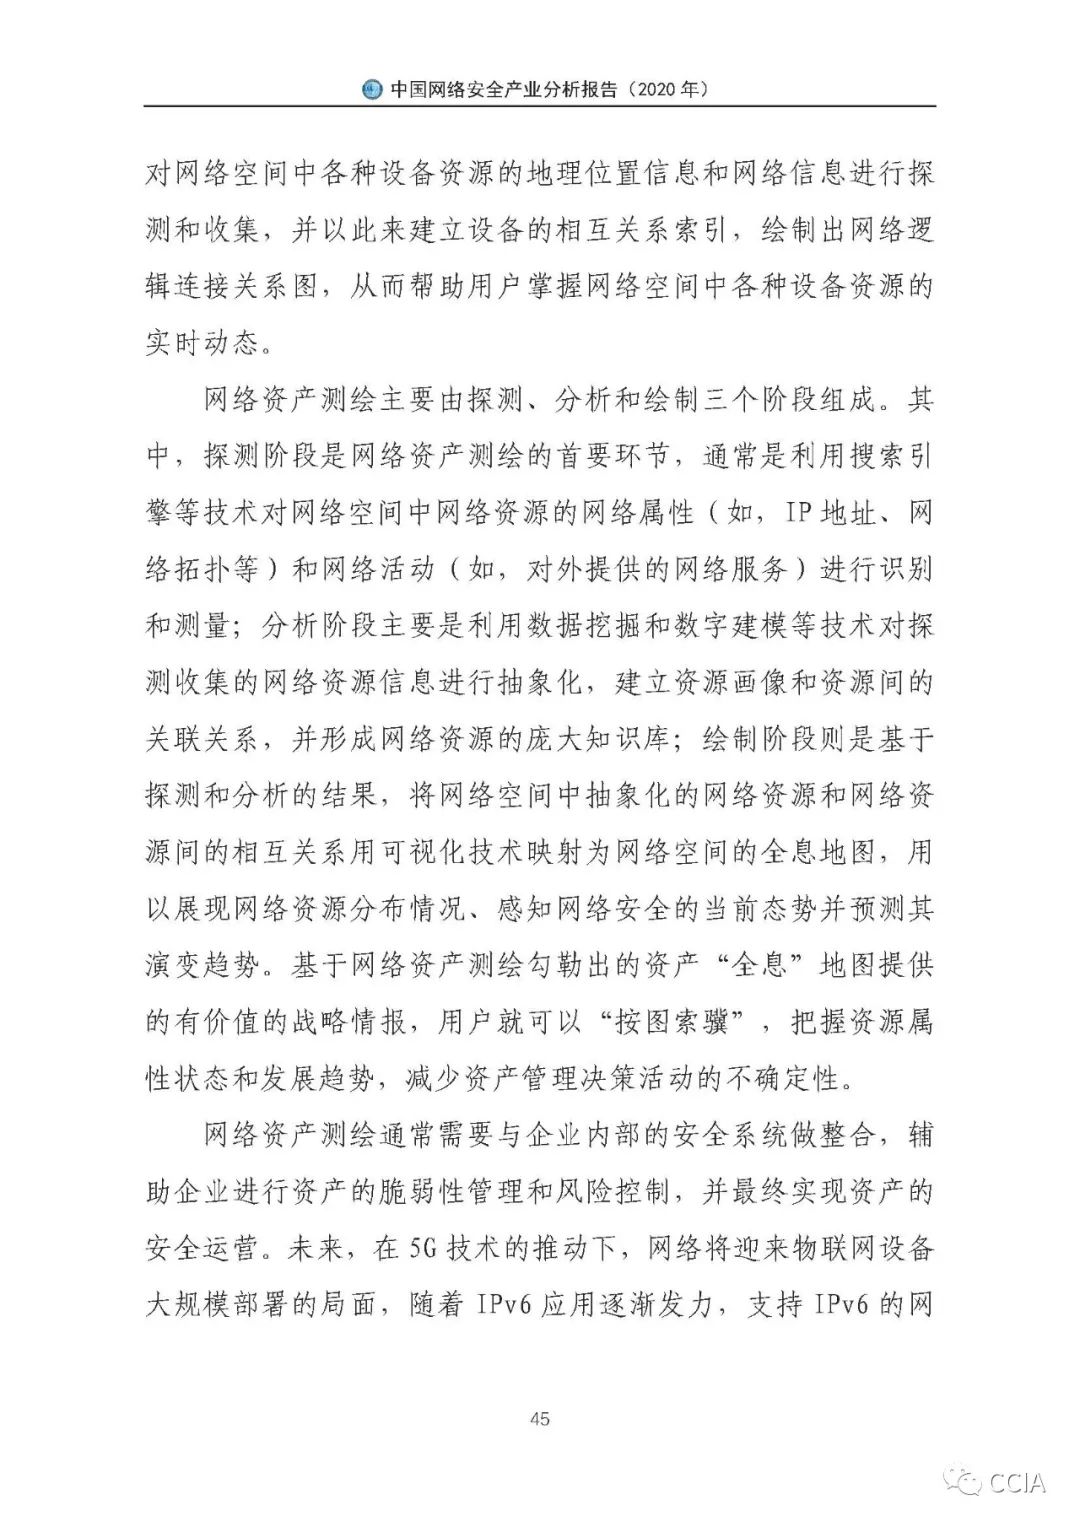 中国网络安全产业分析报告（2020 年）
对网络空间中各种设备资源的地理位置信息和网络信息进行探
测和收集，并以此来建立设备的相互关系索引，绘制出网络逻
辑连接关系图，从而帮助用户掌握网络空间中各种设备资源的
实时动态。
网络资产测绘主要由探测、分析和绘制三个阶段组成。其
中，探测阶段是网络资产测绘的首要环节，通常是利用搜索引
擎等技术对网络空间中网络资源的网络属性（如，IP 地址、网
络拓扑等）和网络活动（如，对外提供的网络服务）进行识别
和测量；分析阶段主要是利用数据挖掘和数字建模等技术对探
测收集的网络资源信息进行抽象化，建立资源画像和资源间的
关联关系，并形成网络资源的庞大知识库；绘制阶段则是基于
探测和分析的结果，将网络空间中抽象化的网络资源和网络资
源间的相互关系用可视化技术映射为网络空间的全息地图，用
以展现网络资源分布情况、感知网络安全的当前态势并预测其
演变趋势。基于网络资产测绘勾勒出的资产“全息”地图提供
的有价值的战略情报，用户就可以“按图索骥”，把握资源属
性状态和发展趋势，减少资产管理决策活动的不确定性。
网络资产测绘通常需要与企业内部的安全系统做整合，辅
助企业进行资产的脆弱性管理和风险控制，并最终实现资产的
安全运营。未来，在 5G 技术的推动下，网络将迎来物联网设备
大规模部署的局面，随着 IPv6 应用逐渐发力，支持 IPv6 的网
45
CCIA